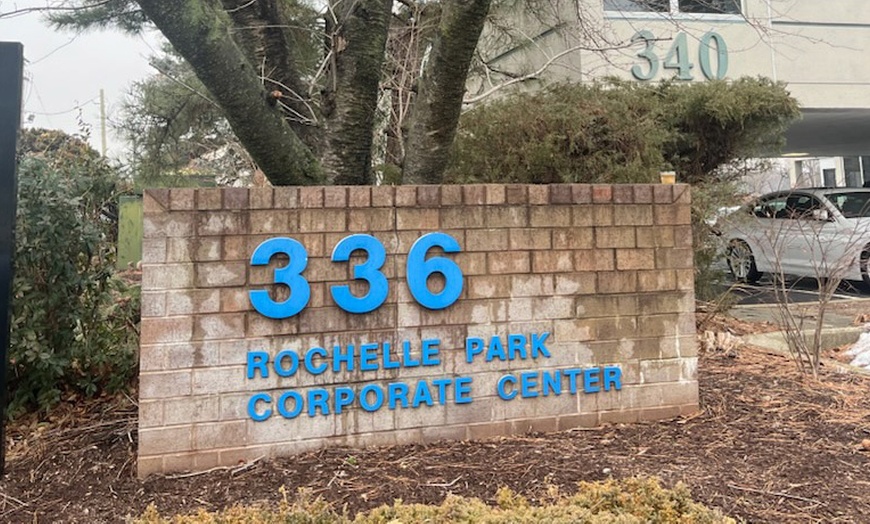 340
336
ROCHELLE PARK
CORPORATE CENTER